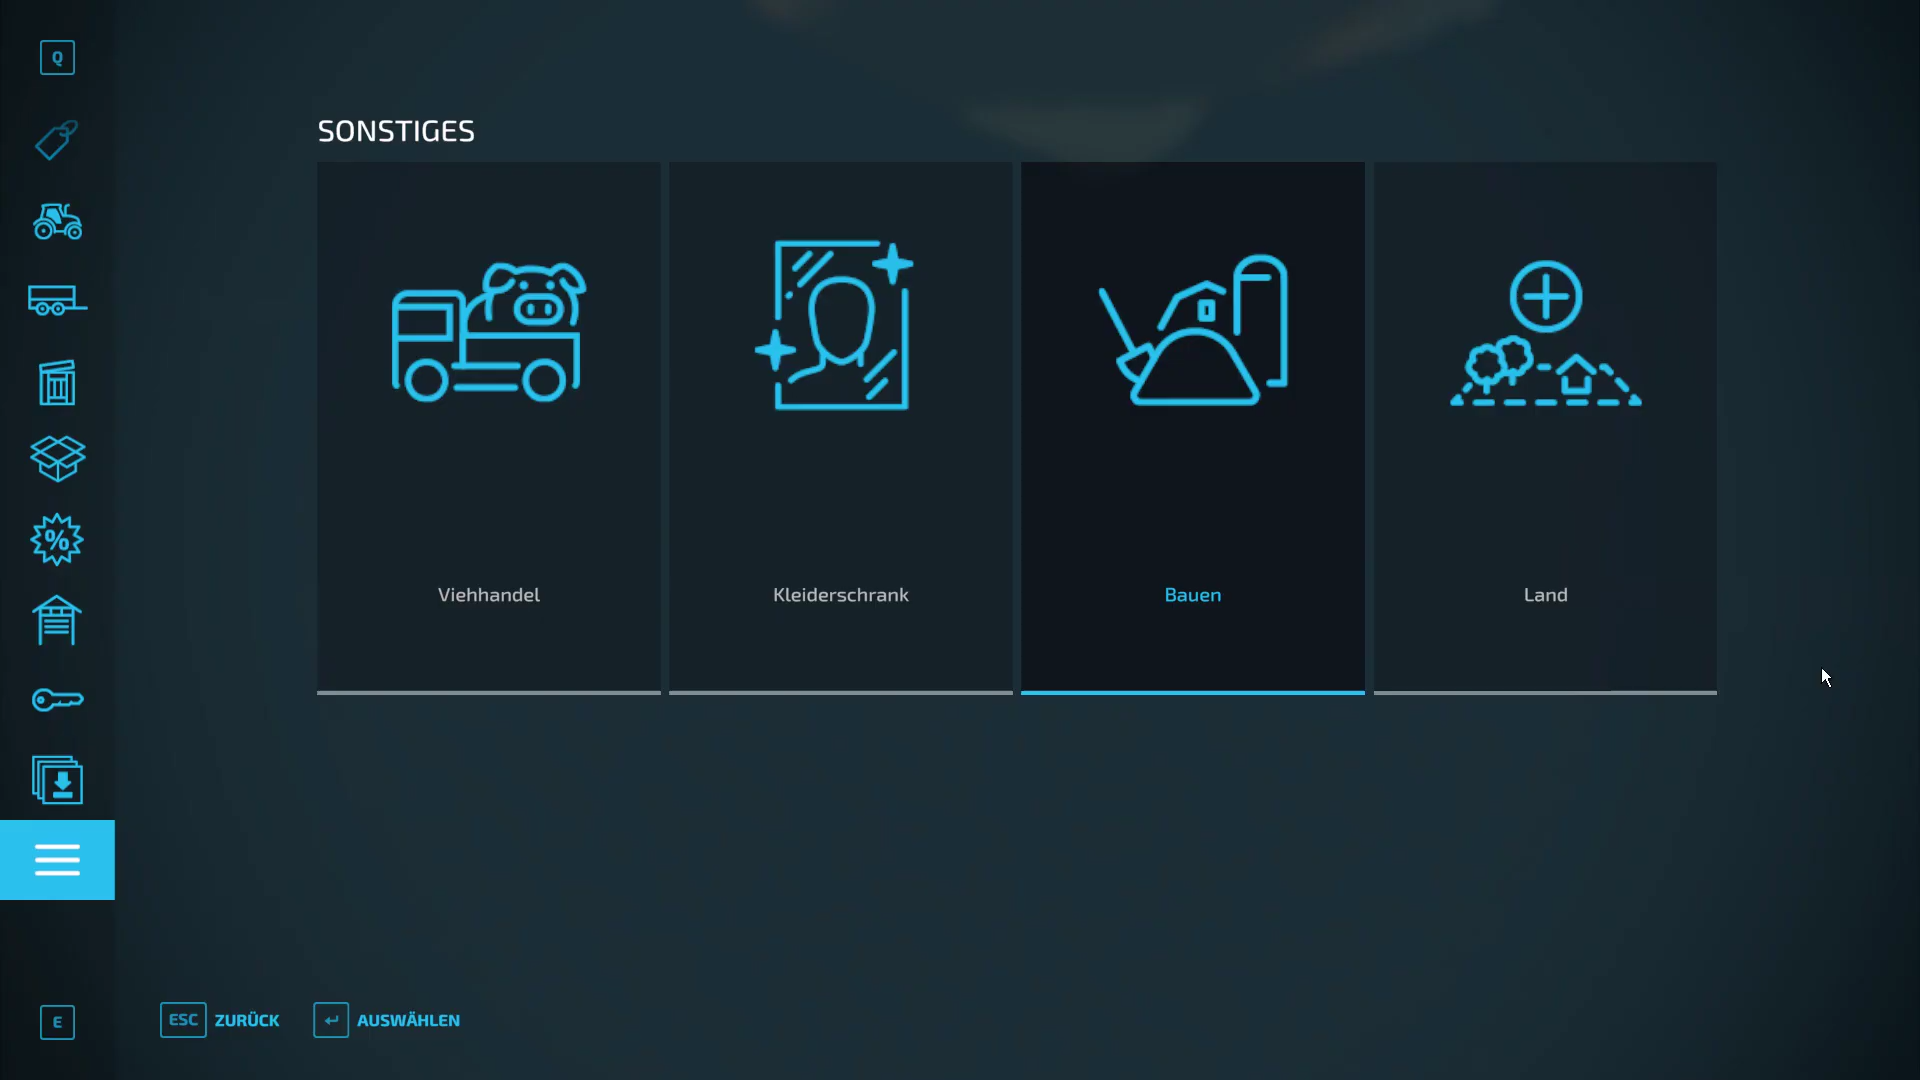 Q
SONSTIGES
%
Viehhandel
Kleiderschrank
Bauen
Land
E
ESC ZURÜCK
AUSWÄHLEN